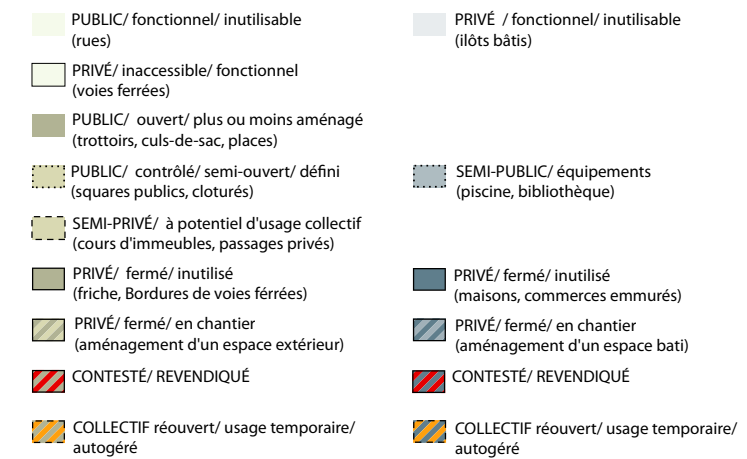 PUBLIC/ fonctionnel/ inutilisable
(rues)
PRIVÉ/ inaccessible/ fonctionnel
(voies ferrées)
PUBLIC/ ouvert/ plus ou moins aménagé
(trottoirs, culs-de-sac, places)
PUBLIC/ contrôlé/ semi-ouvert/ défini
(squares publics, cloturés)
SEMI-PRIVÉ/ à potentiel d'usage collectif
(cours d'immeubles, passages privés)
PRIVÉ/ fermé/ inutilisé
(friche, Bordures de voies férrées)
PRIVÉ/ fermé/ en chantier
(aménagement d'un espace extérieur)
CONTESTÉ/ REVENDIQUÉ
COLLECTIF réouvert/ usage temporaire/
autogéré
PRIVÉ / fonctionnel/ inutilisable
(ilôts bâtis)
SEMI-PUBLIC/ équipements
(piscine, bibliothèque)
PRIVÉ/ fermé/ inutilisé
(maisons, commerces emmurés)
PRIVÉ/ fermé/ en chantier
(aménagement d'un espace bati)
CONTESTÉ/ REVENDIQUÉ
COLLECTIF réouvert/ usage temporaire/
autogéré